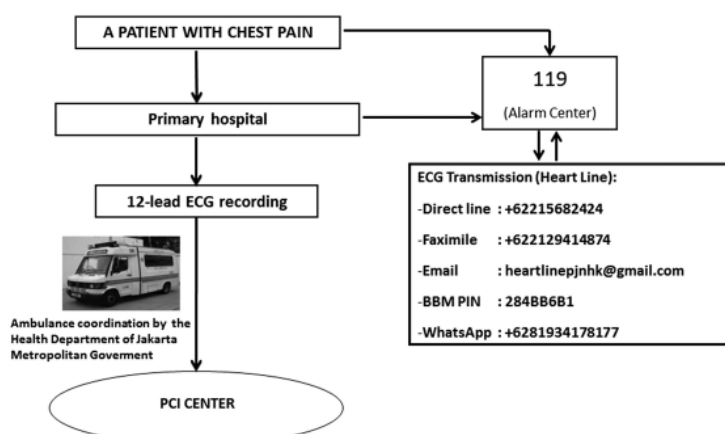 A PATIENT WITH CHEST PAIN
119
(Alarm Center)
Primary hospital
ECG Transmission (Heart Line):
-Direct line : +62215682424
-Faximile : +622129414874
-Email : heartlinepjnhk@gmail.com
-BBM PIN : 284BB6B1
-WhatsApp : +6281934178177
12-lead ECG recording
Ambulance coordination by the
Health Department of Jakarta
Metropolitan Goverment
PCI CENTER